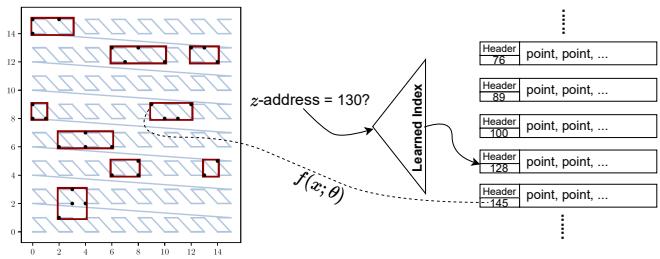 14
12
10
8
6
4
2
0
0 2 4 6 8 10 12 14
z-address = 130?
f(x; θ)
Learned Index
Header
76
point, point, ...
Header
89
point, point, ...
Header
100
point, point, ...
Header
128
point, point, ...
Header
145
point, point, ...